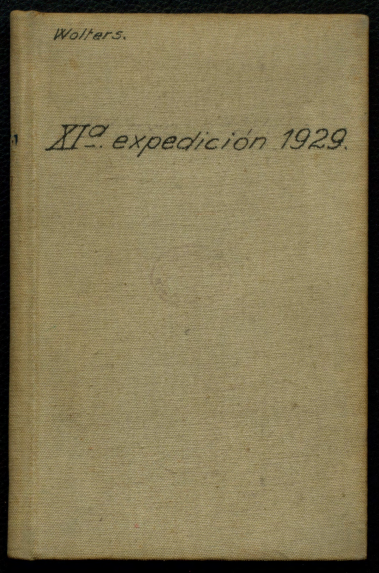 Wolters.
XIª. expedición 1929.